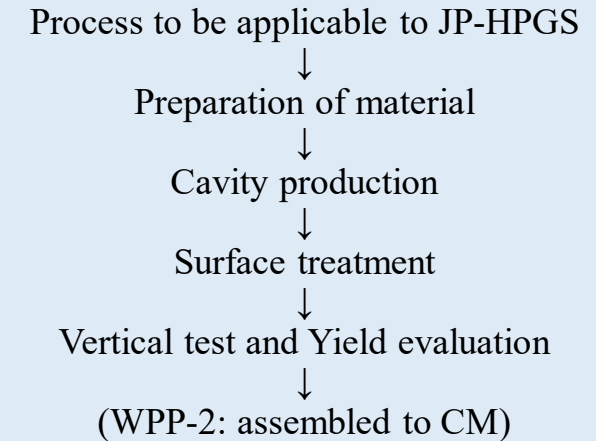 Process to be applicable to JP-HPGS
↓
Preparation of material
↓
Cavity production
↓
Surface treatment
↓
Vertical test and Yield evaluation
↓
(WPP-2: assembled to CM)